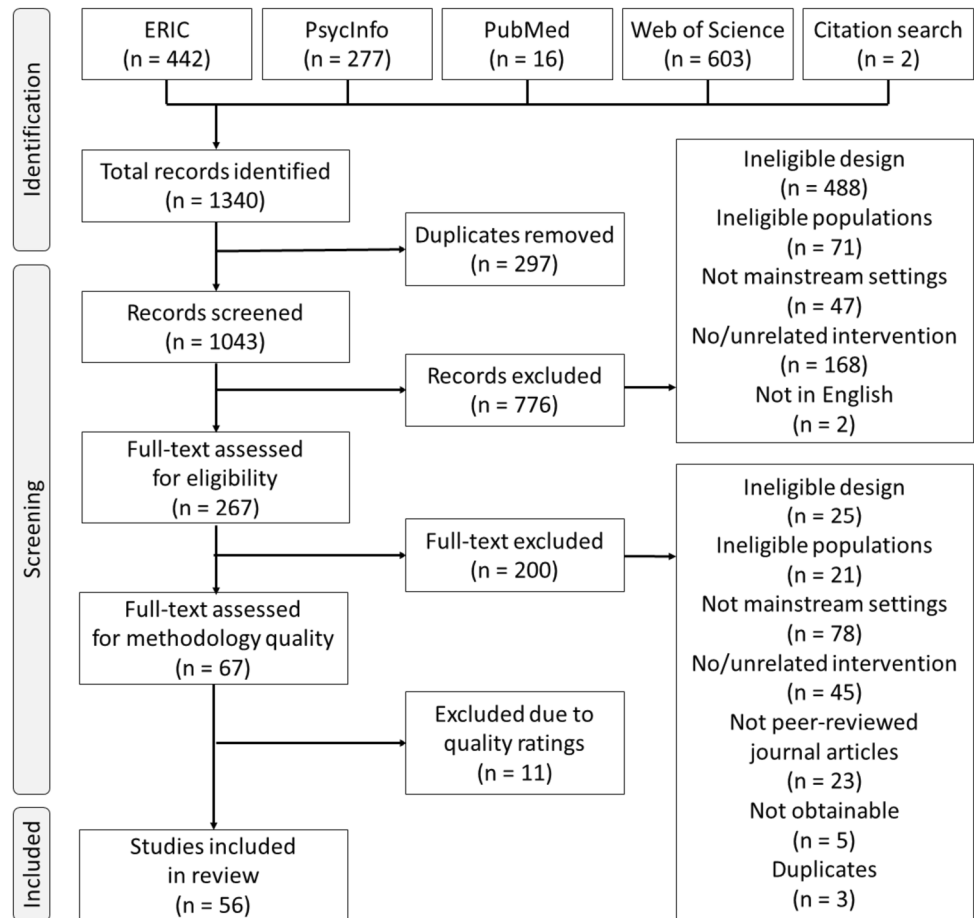 Identification
ERIC
(n = 442)
PsycInfo
(n = 277)
PubMed
(n = 16)
Web of Science
(n = 603)
Citation search
(n = 2)
Total records identified
(n = 1340)
Duplicates removed
(n = 297)
Ineligible design
(n = 488)
Ineligible populations
(n = 71)
Not mainstream settings
(n = 47)
No/unrelated intervention
(n = 168)
Not in English
(n = 2)
Screening
Records screened
(n = 1043)
Records excluded
(n = 776)
Full-text assessed
for eligibility
(n = 267)
Full-text excluded
(n = 200)
Ineligible design
(n = 25)
Ineligible populations
(n = 21)
Not mainstream settings
(n = 78)
No/unrelated intervention
(n = 45)
Not peer-reviewed
journal articles
(n = 23)
Not obtainable
(n = 5)
Duplicates
(n = 3)
Full-text assessed
for methodology quality
(n = 67)
Excluded due to
quality ratings
(n = 11)
Included
Studies included
in review
(n = 56)